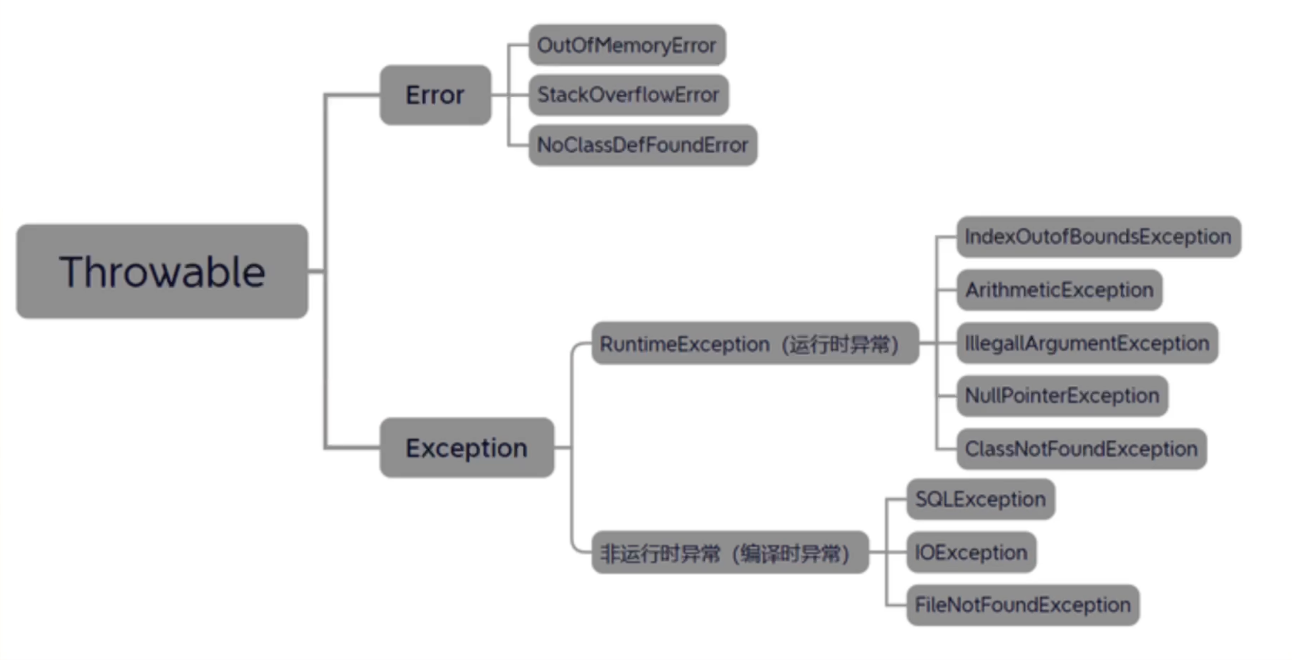 Throwable
Error
OutOfMemoryError
StackOverflowError
NoClassDefFoundError
Exception
RuntimeException（运行时异常）
IndexOutofBoundsException
ArithmeticException
IllegallArgumentException
NullPointerException
ClassNotFoundException
非运行时异常（编译时异常）
SQLException
IOException
FileNotFoundException